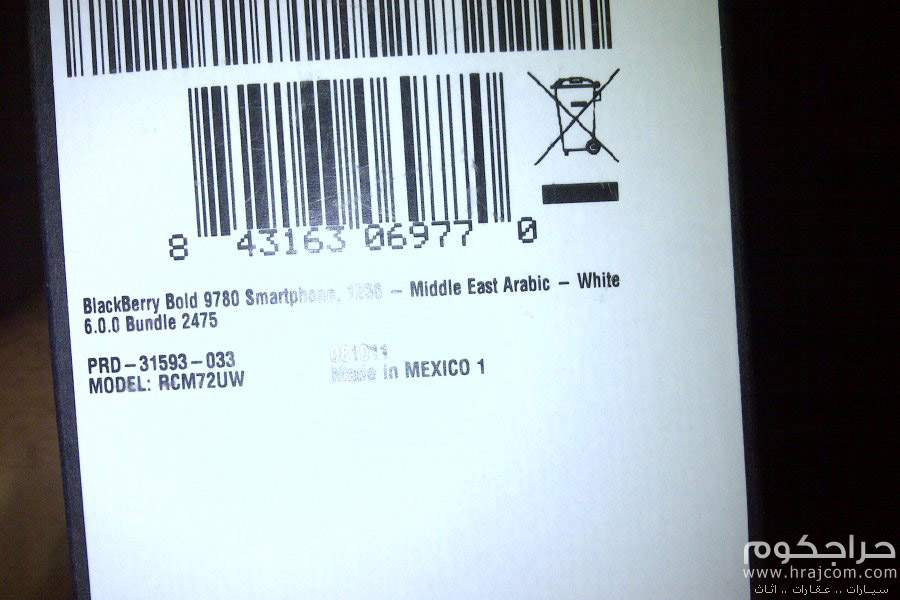 8 43163 06977 0
BlackBerry Bold 9780 Smartphone, – Middle East Arabic – White
6.0.0 Bundle 2475
PRD-31593-033
MODEL: RCM72UW
Made in MEXICO 1
حراجكوم
www.hrajcom.com
سيارات .. عقارات .. اثاث